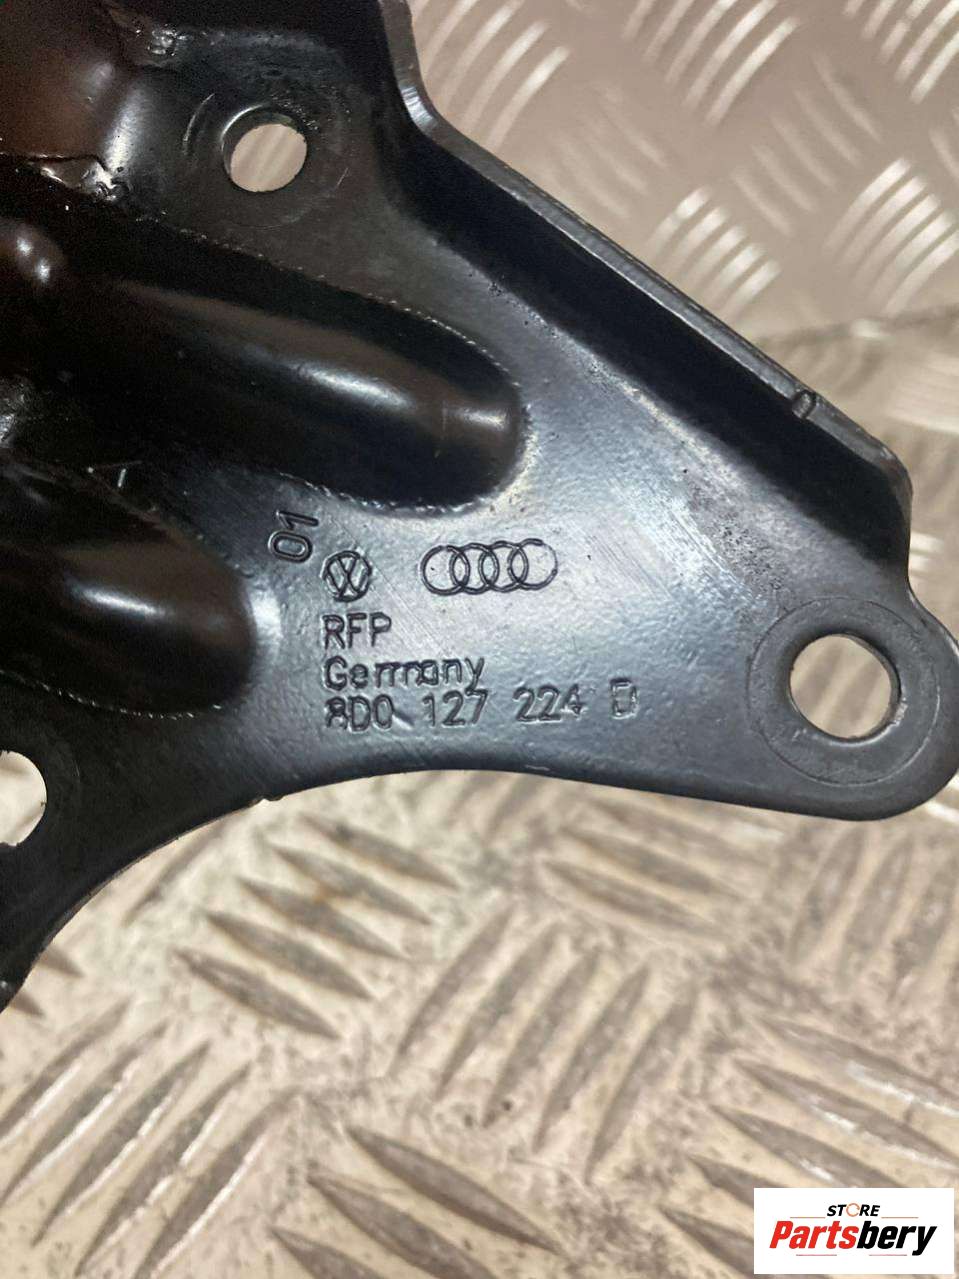 01
RFP
Germany
8D0 127 224 D
STORE
Partsbery